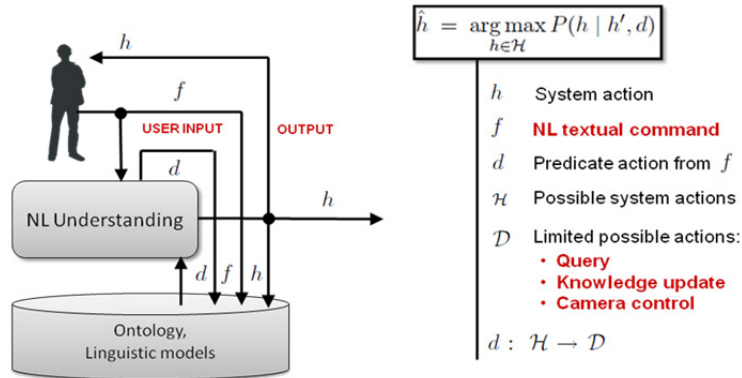 h
f
USER INPUT
OUTPUT
d
NL Understanding
h
d f h
Ontology,
Linguistic models
ĥ = arg max P(h | h′, d)
h∈ℋ
h System action
f NL textual command
d Predicate action from f
ℋ Possible system actions
𝒟 Limited possible actions:
• Query
• Knowledge update
• Camera control
d : ℋ → 𝒟